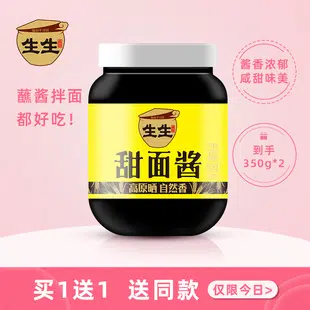 生生
蘸酱拌面
都好吃！
酱香浓郁
咸甜味美
到手
350g*2
生生
甜面酱
高原晒 自然香
买1送1 送同款 仅限今日>